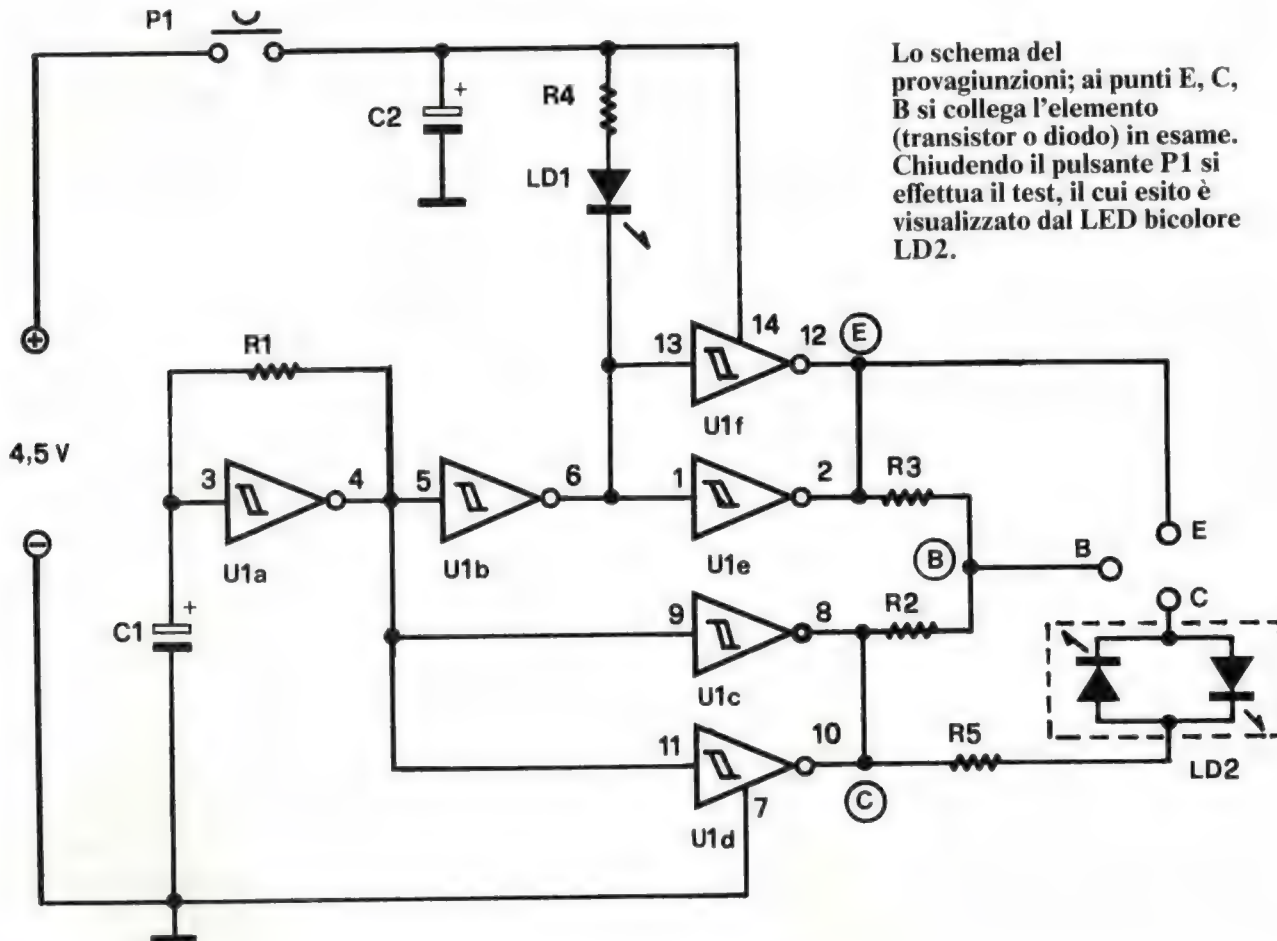 P1
Lo schema del
provagiunzioni; ai punti E, C,
B si collega l'elemento
(transistor o diodo) in esame.
Chiudendo il pulsante P1 si
effettua il test, il cui esito è
visualizzato dal LED bicolore
LD2.
+
C2
R4
LD1
+
4,5 V
−
R1
3
4
U1a
C1
+
5
6
U1b
13
14
12
E
U1f
1
2
R3
U1e
B
B
E
C
9
8
R2
U1c
11
10
R5
7
C
U1d
LD2